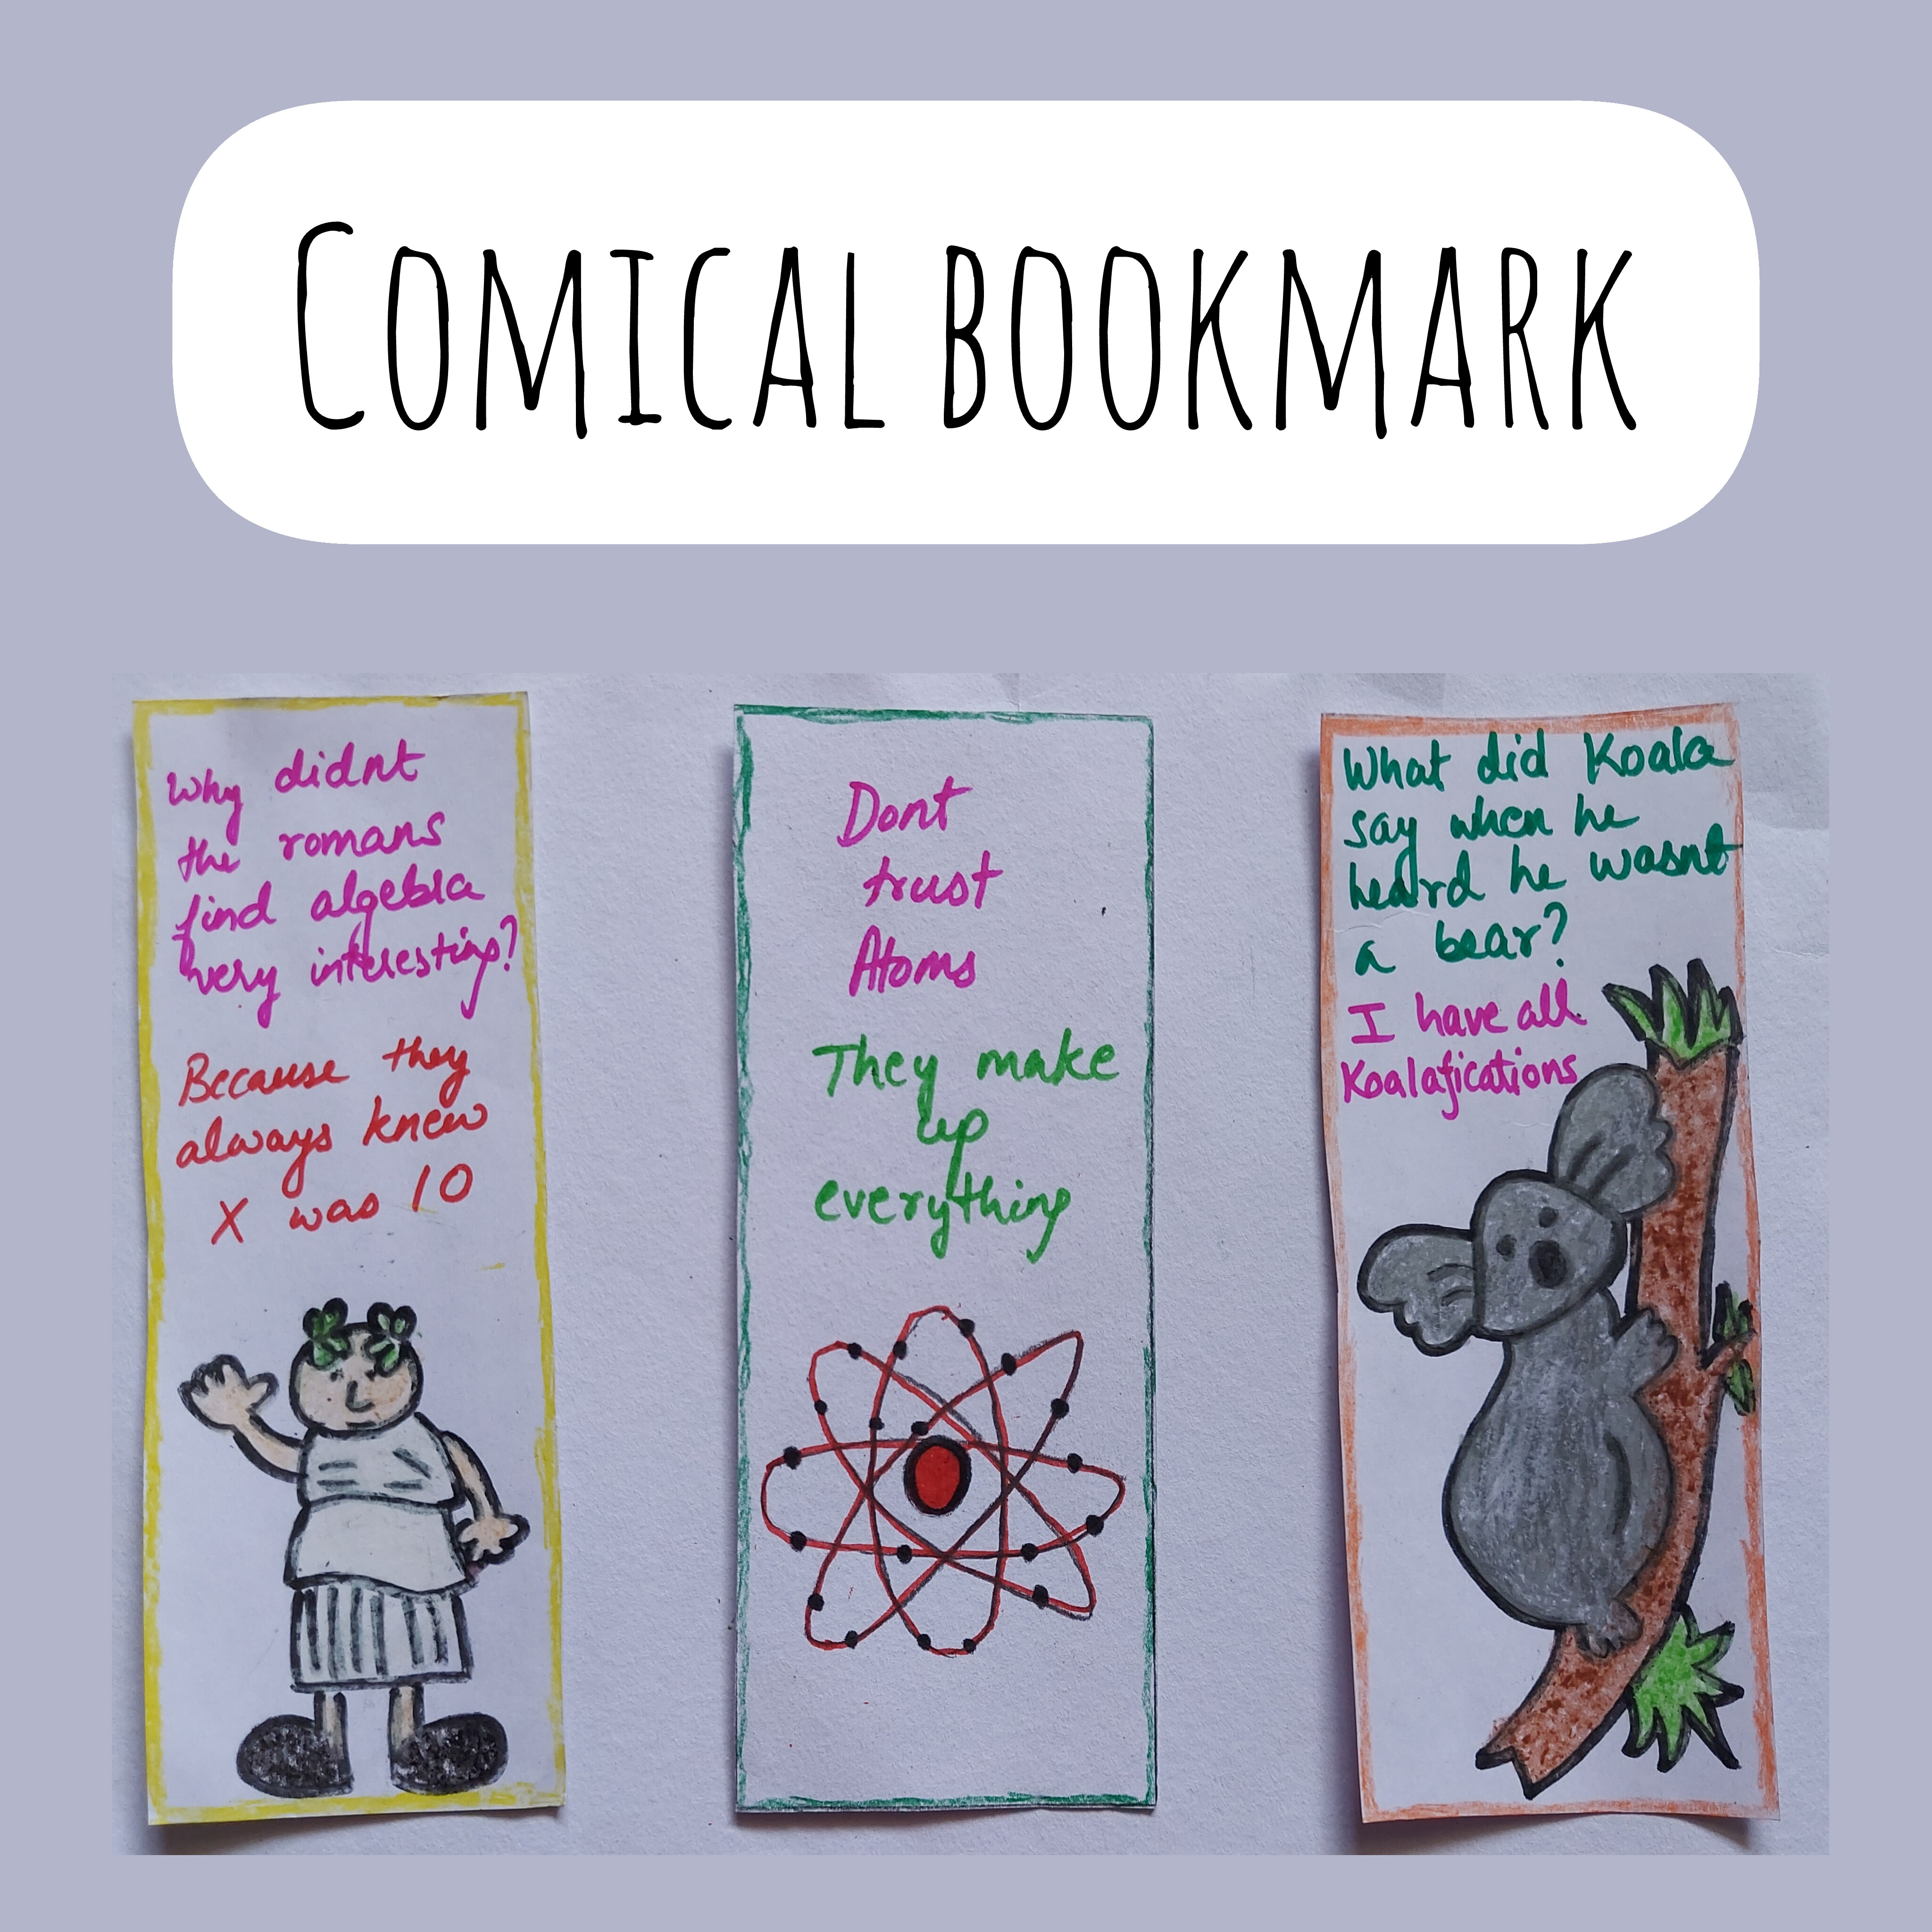 COMICAL BOOKMARK
Why didnt
the romans
find algebra
very interesting?
Because they
always knew
X was 10
Dont
trust
Atoms
They make
up
everything
What did Koala
say when he
heard he wasnt
a bear?
I have all
Koalafications